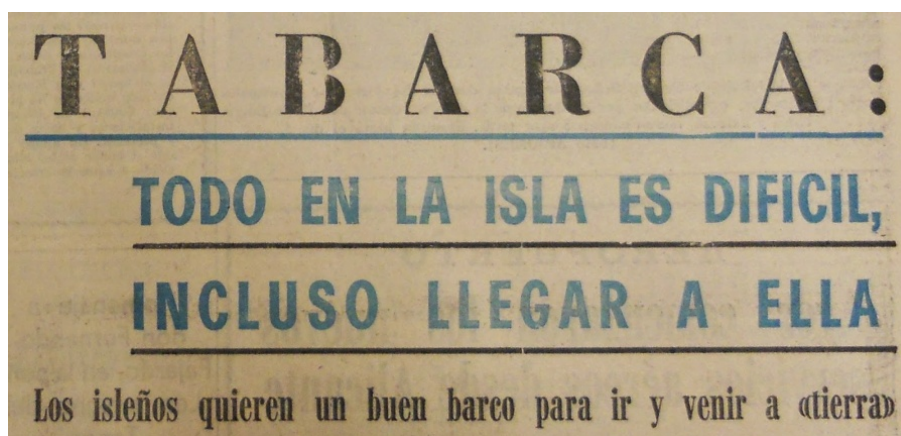 TABARCA:
TODO EN LA ISLA ES DIFICIL,
INCLUSO LLEGAR A ELLA
Los isleños quieren un buen barco para ir y venir a «tierra»